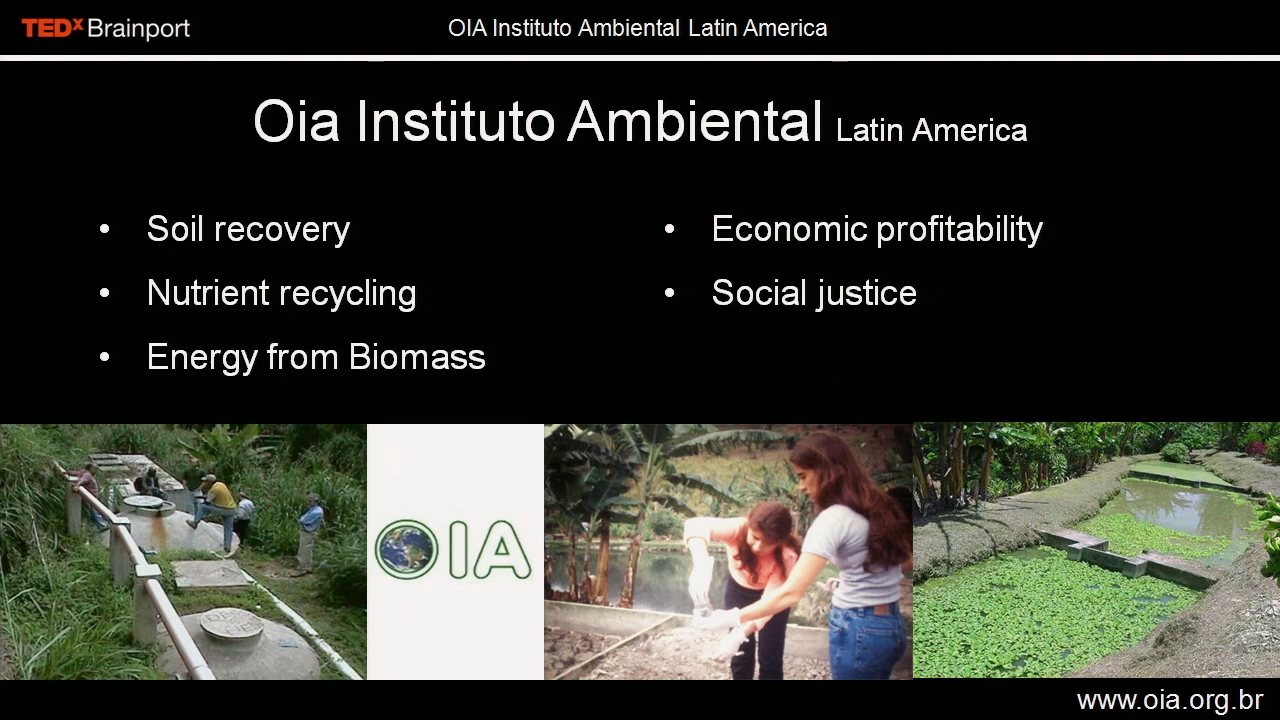 TEDx Brainport
OIA Instituto Ambiental Latin America
Oia Instituto Ambiental Latin America
• Soil recovery
• Nutrient recycling
• Energy from Biomass
• Economic profitability
• Social justice
OIA
www.oia.org.br